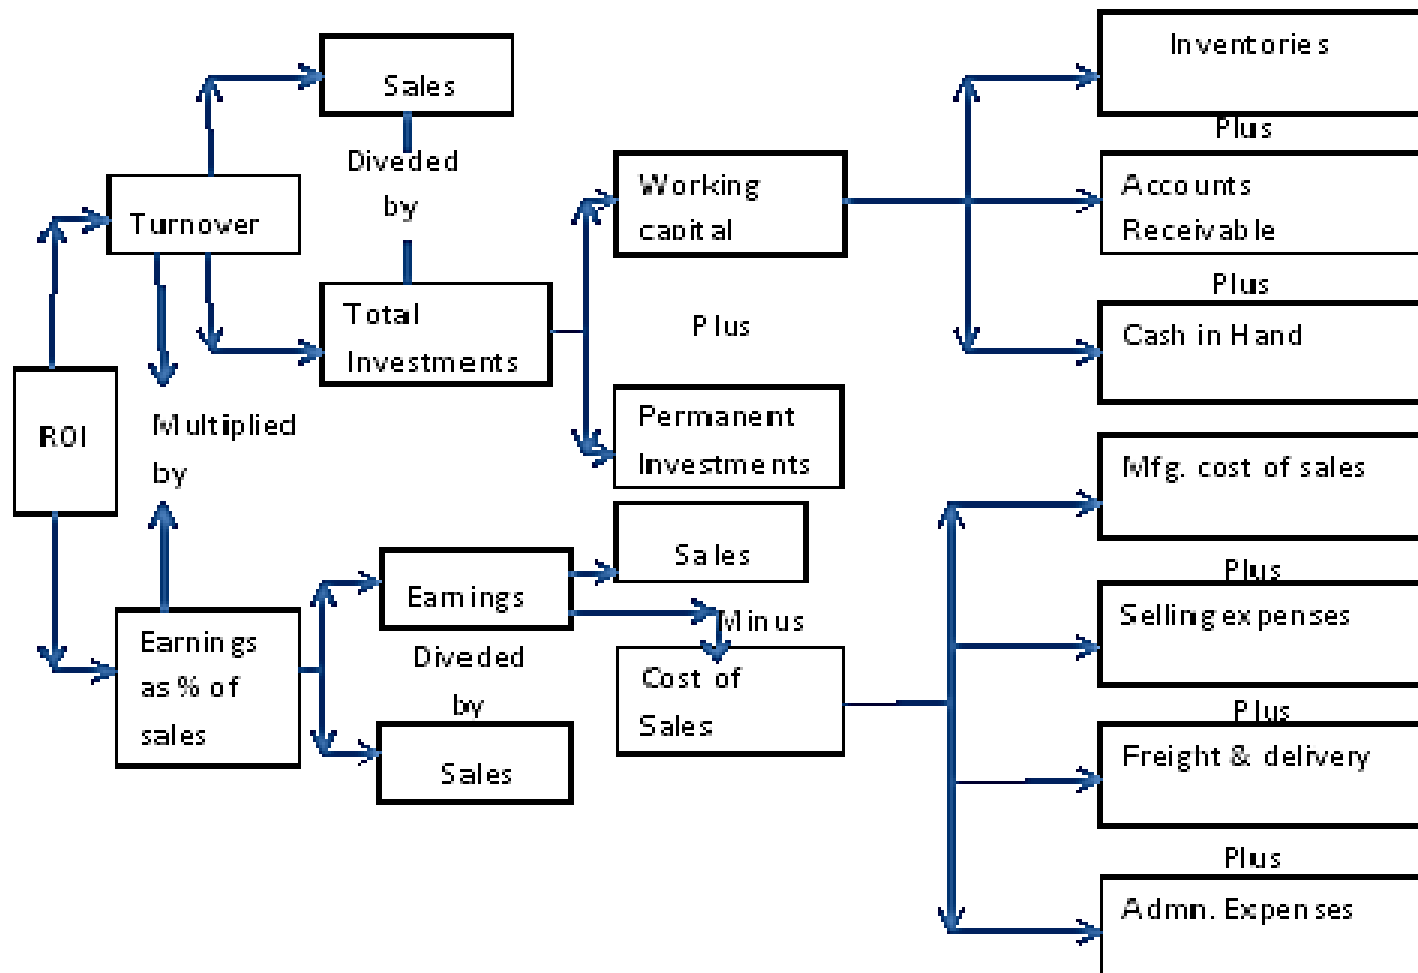 Inventories
Sales
Plus
Diveded
by
Working
capital
Accounts
Receivable
Turnover
Plus
Total
Investments
Plus
Cash in Hand
ROI
Multiplied
by
Permanent
Investments
Mfg. cost of sales
Sales
Plus
Earnings
Minus
Selling expenses
Earnings
as % of
sales
Diveded
by
Cost of
Sales
Plus
Sales
Freight & delivery
Plus
Admn. Expenses